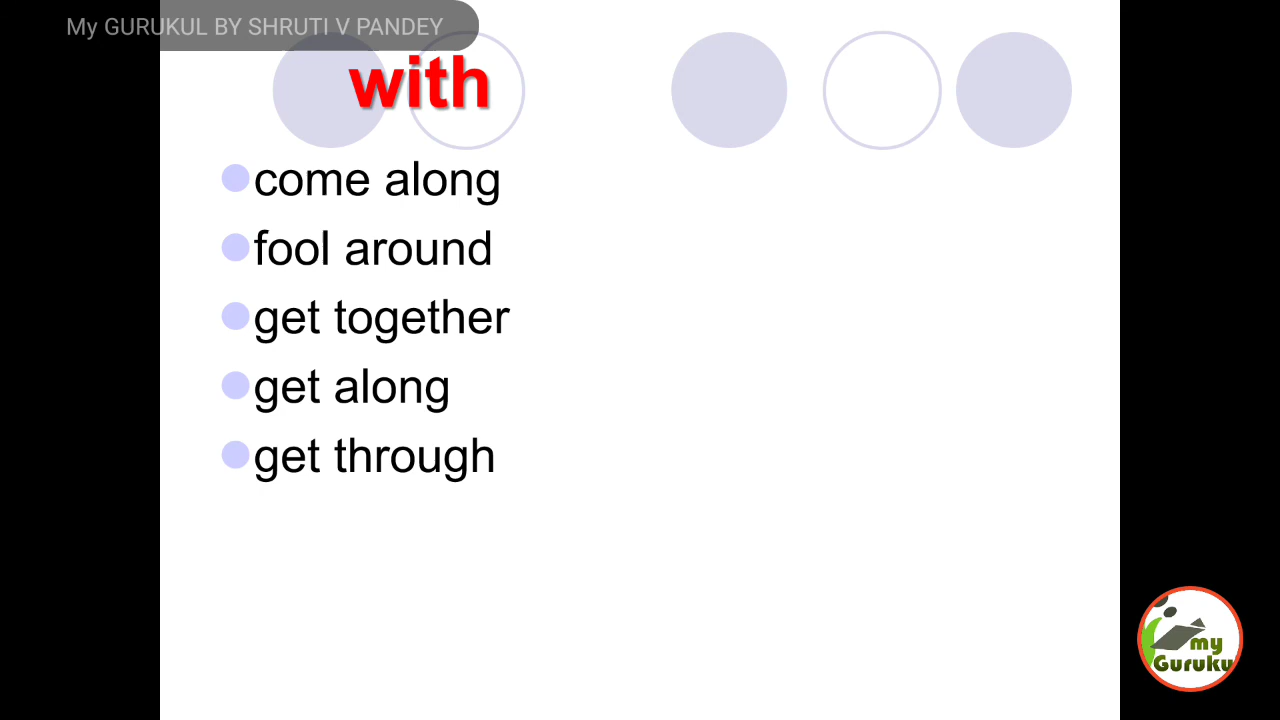 My GURUKUL BY SHRUTI V PANDEY
with
come along
fool around
get together
get along
get through
my
Guruku